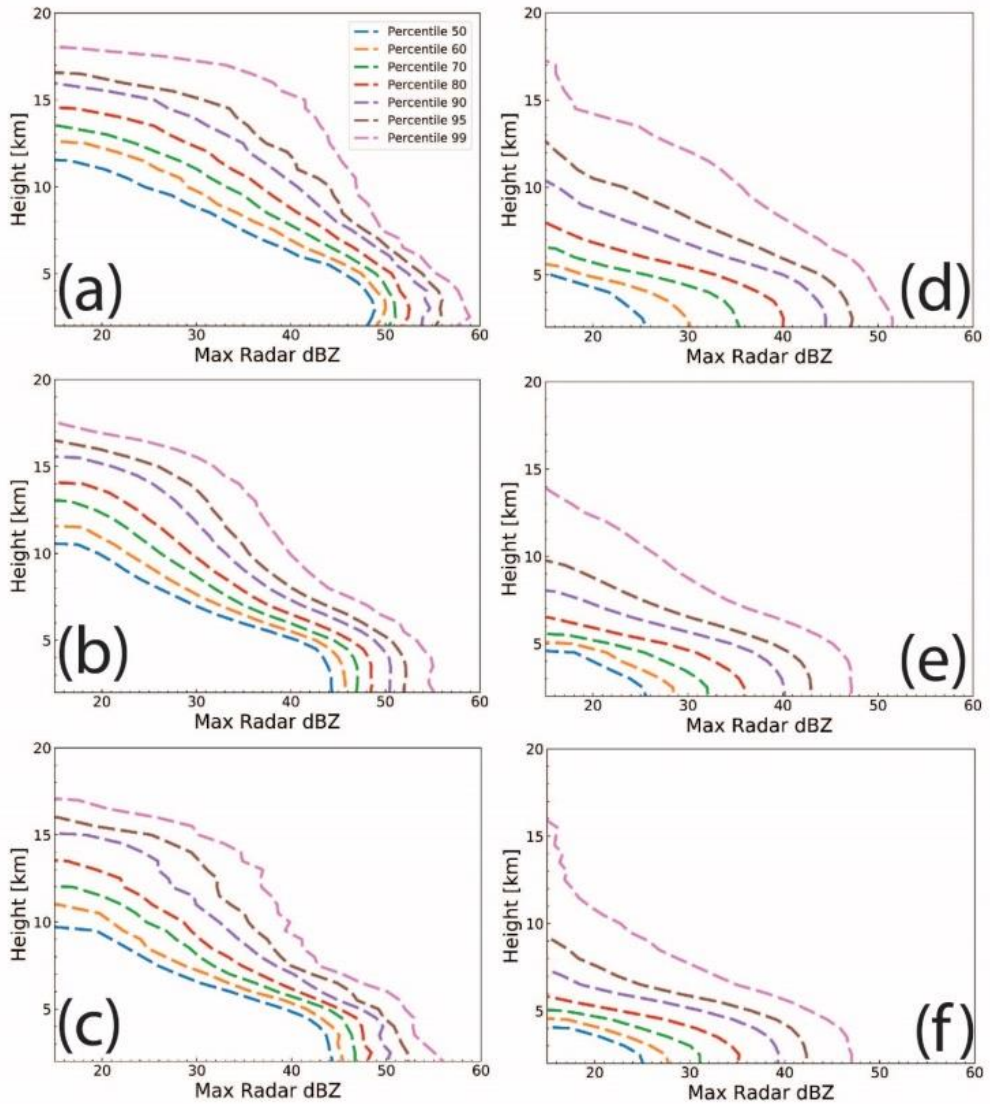 20
15
10
5
Height [km]
Percentile 50
Percentile 60
Percentile 70
Percentile 80
Percentile 90
Percentile 95
Percentile 99
(a)
20 30 40 50 60
Max Radar dBZ
20
15
10
5
Height [km]
(d)
20 30 40 50 60
Max Radar dBZ
20
15
10
5
Height [km]
(b)
20 30 40 50 60
Max Radar dBZ
20
15
10
5
Height [km]
(e)
20 30 40 50 60
Max Radar dBZ
20
15
10
5
Height [km]
(c)
20 30 40 50 60
Max Radar dBZ
20
15
10
5
Height [km]
(f)
20 30 40 50 60
Max Radar dBZ